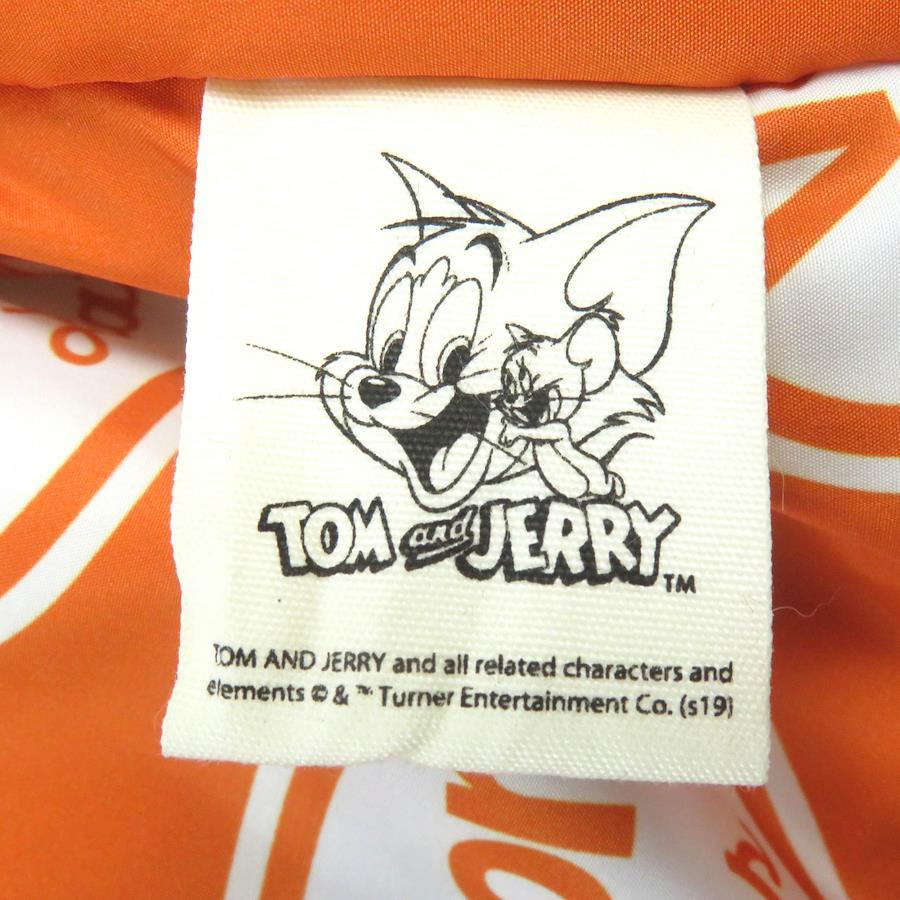 TOM and JERRY™
TOM AND JERRY and all related characters and
elements © & ™ Turner Entertainment Co. (s19)